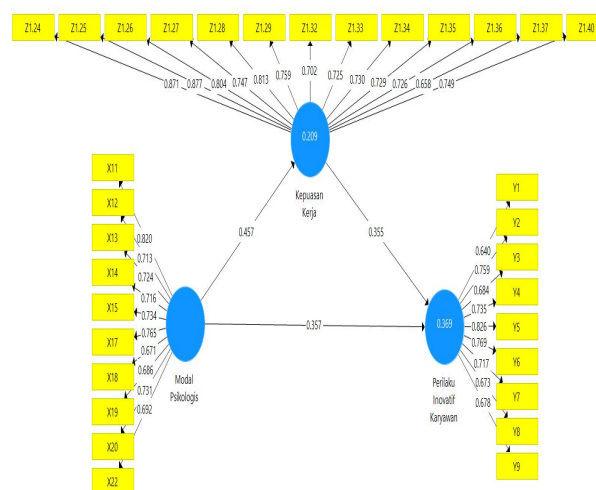 Z1.24 Z1.25 Z1.26 Z1.27 Z1.28 Z1.29 Z1.32 Z1.33 Z1.34 Z1.35 Z1.36 Z1.37 Z1.40
0.871 0.877 0.804 0.747 0.813 0.759 0.702 0.725 0.730 0.729 0.726 0.658 0.749
0.209
Kepuasan
Kerja
0.457
0.355
X11
X12
X13
X14
X15
X17
X18
X19
X20
X22
0.820
0.713
0.724
0.716
0.734
0.765
0.671
0.686
0.731
0.692
Modal
Psikologis
0.357
0.369
Perilaku
Inovatif
Karyawan
0.640
0.759
0.684
0.735
0.826
0.769
0.717
0.673
0.678
Y1
Y2
Y3
Y4
Y5
Y6
Y7
Y8
Y9